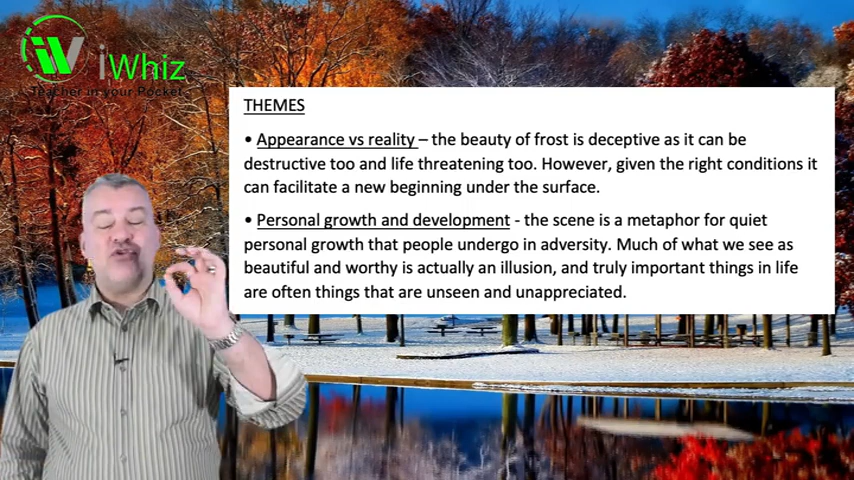 iWhiz
Teacher in your Pocket
THEMES
• Appearance vs reality – the beauty of frost is deceptive as it can be
destructive too and life threatening too. However, given the right conditions it
can facilitate a new beginning under the surface.
• Personal growth and development - the scene is a metaphor for quiet
personal growth that people undergo in adversity. Much of what we see as
beautiful and worthy is actually an illusion, and truly important things in life
are often things that are unseen and unappreciated.